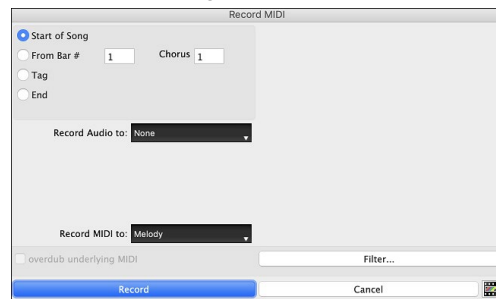 Record MIDI
Start of Song
From Bar # 1 Chorus 1
Tag
End
Record Audio to: None
Record MIDI to: Melody
overdub underlying MIDI
Filter...
Record Cancel